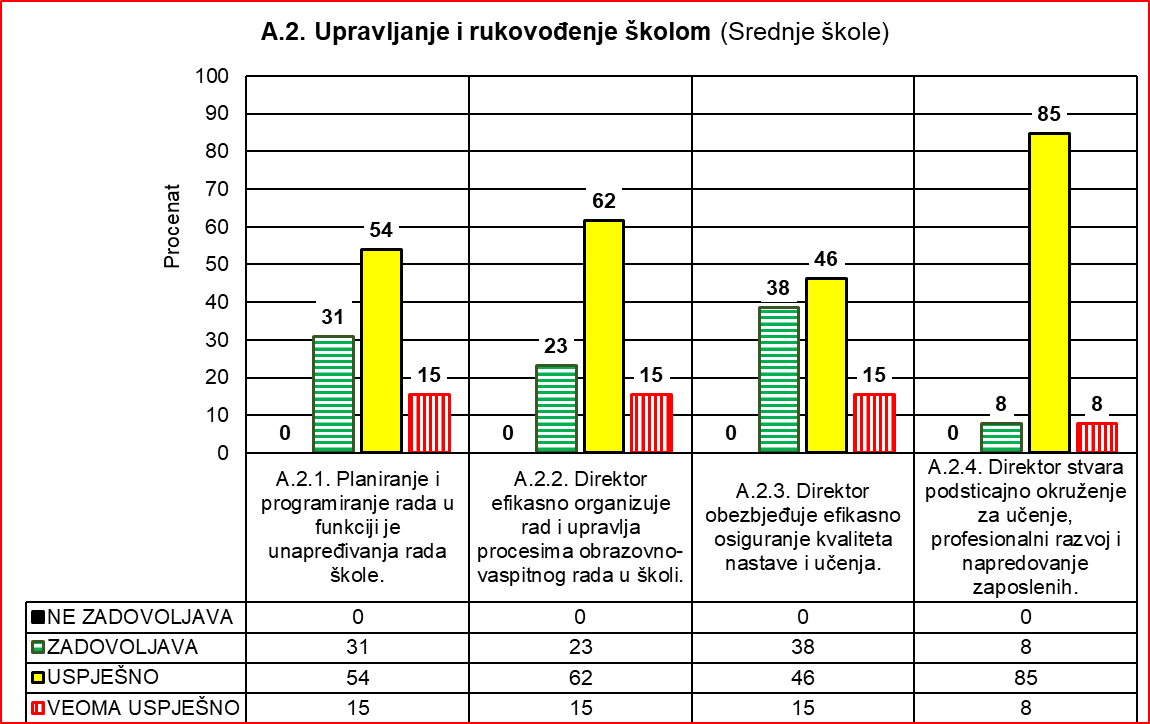 A.2. Upravljanje i rukovođenje školom (Srednje škole)
Procenat
100
90
80
70
60
50
40
30
20
10
0
0
31
54
15
0
23
62
15
0
38
46
15
0
8
85
8
A.2.1. Planiranje i
programiranje rada u
funkciji je
unapređivanja rada
škole.
A.2.2. Direktor
efikasno organizuje
rad i upravlja
procesima obrazovno-
vaspitnog rada u školi.
A.2.3. Direktor
obezbjeđuje efikasno
osiguranje kvaliteta
nastave i učenja.
A.2.4. Direktor stvara
podsticajno okruženje
za učenje,
profesionalni razvoj i
napredovanje
zaposlenih.
NE ZADOVOLJAVA 0 0 0 0
ZADOVOLJAVA 31 23 38 8
USPJEŠNO 54 62 46 85
VEOMA USPJEŠNO 15 15 15 8